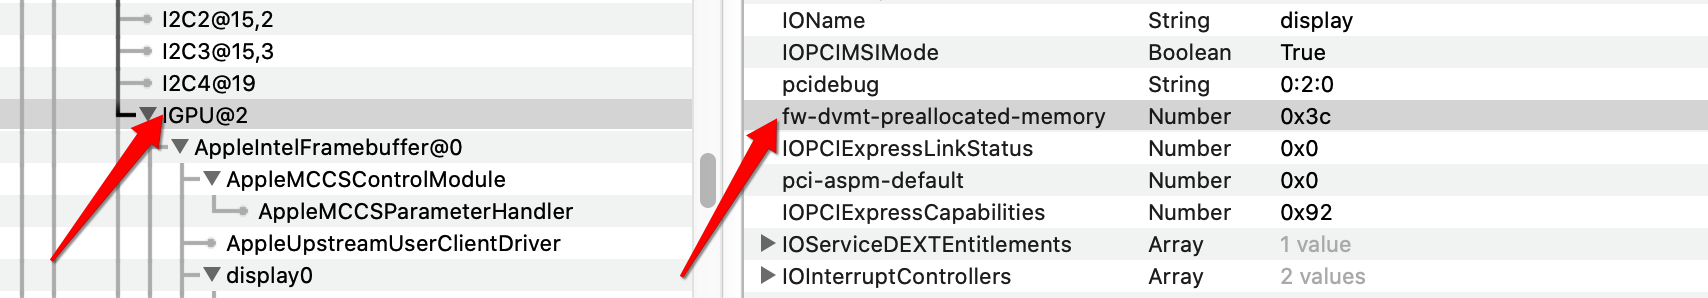 I2C2@15,2
I2C3@15,3
I2C4@19
IGPU@2
AppleIntelFramebuffer@0
AppleMCCSControlModule
AppleMCCSParameterHandler
AppleUpstreamUserClientDriver
display0
IOName String display
IOPCIMSIMode Boolean True
pcidebug String 0:2:0
fw-dvmt-preallocated-memory Number 0x3c
IOPCIExpressLinkStatus Number 0x0
pci-aspm-default Number 0x0
IOPCIExpressCapabilities Number 0x92
IOServiceDEXTEntitlements Array 1 value
IOInterruptControllers Array 2 values